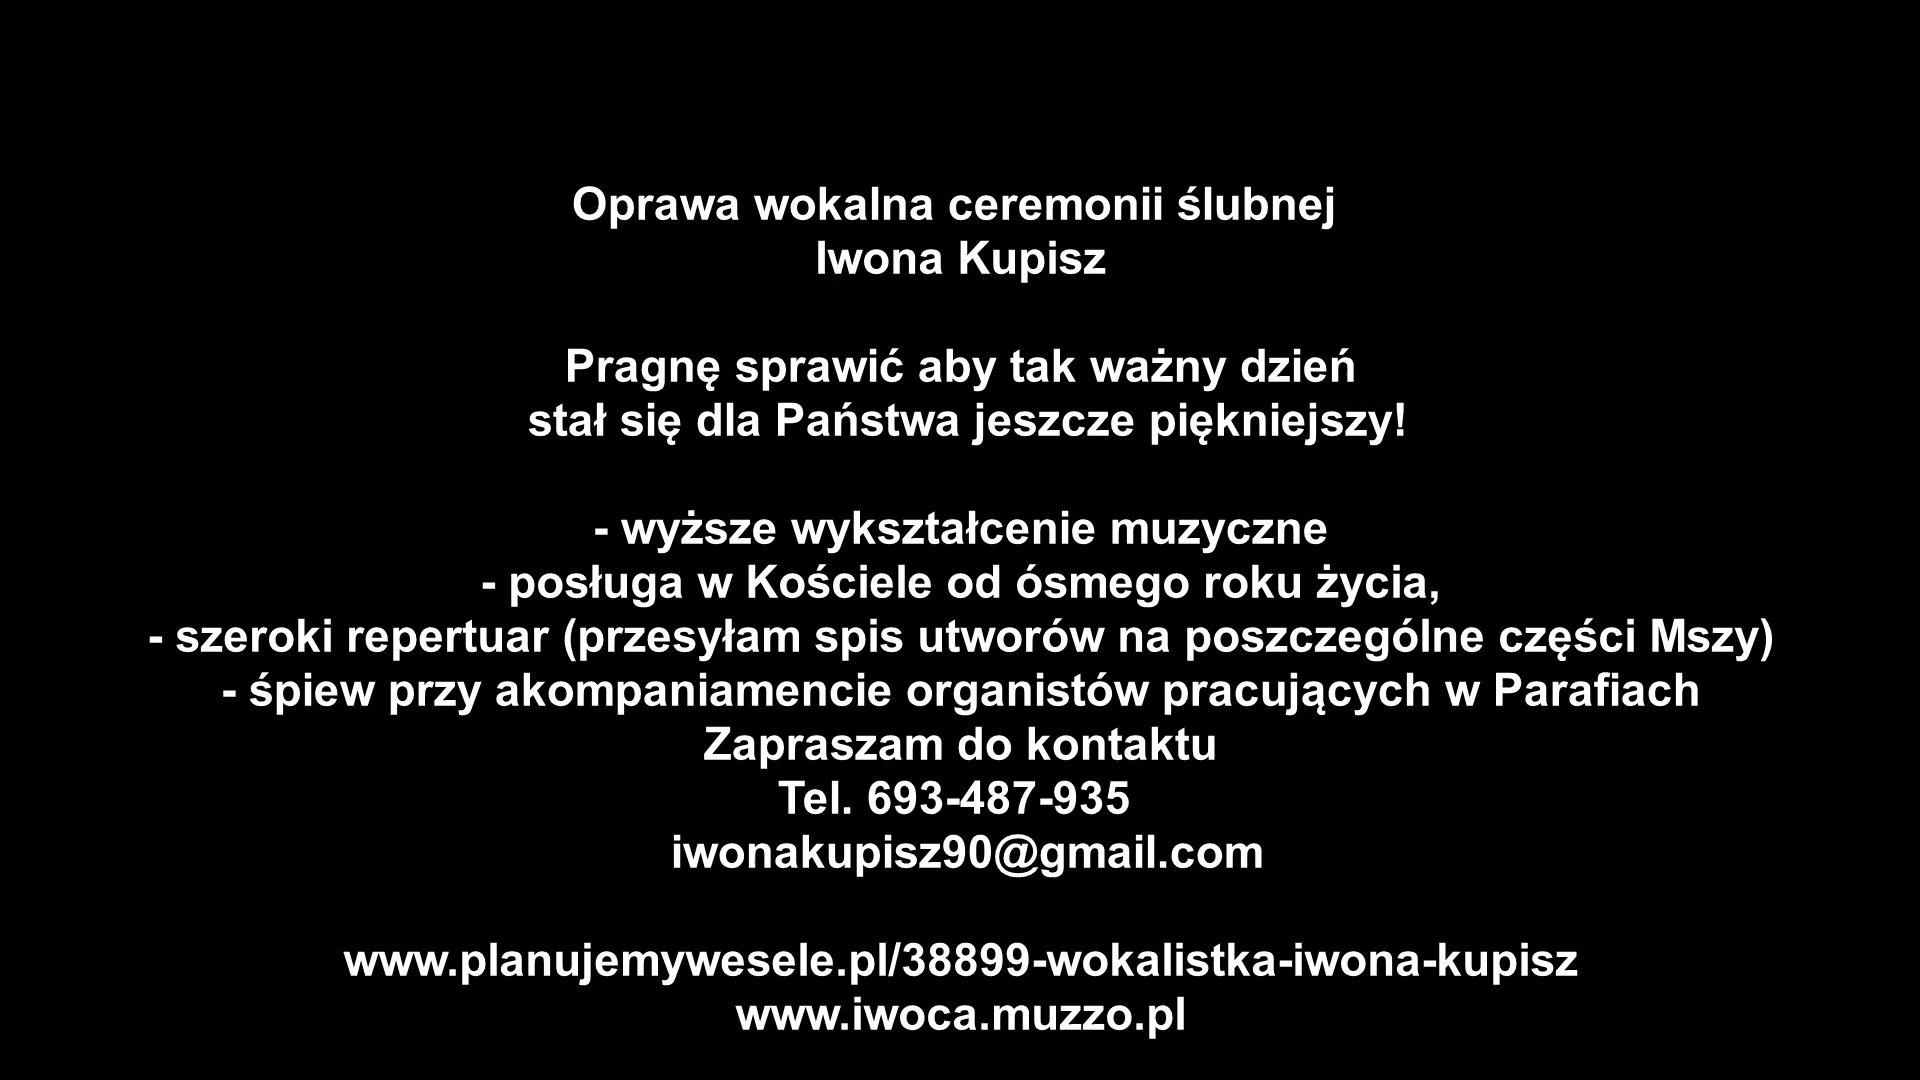 Oprawa wokalna ceremonii ślubnej
Iwona Kupisz
Pragnę sprawić aby tak ważny dzień
stał się dla Państwa jeszcze piękniejszy!
- wyższe wykształcenie muzyczne
- posługa w Kościele od ósmego roku życia,
- szeroki repertuar (przesyłam spis utworów na poszczególne części Mszy)
- śpiew przy akompaniamencie organistów pracujących w Parafiach
Zapraszam do kontaktu
Tel. 693-487-935
iwonakupisz90@gmail.com
www.planujemywesele.pl/38899-wokalistka-iwona-kupisz
www.iwoca.muzzo.pl